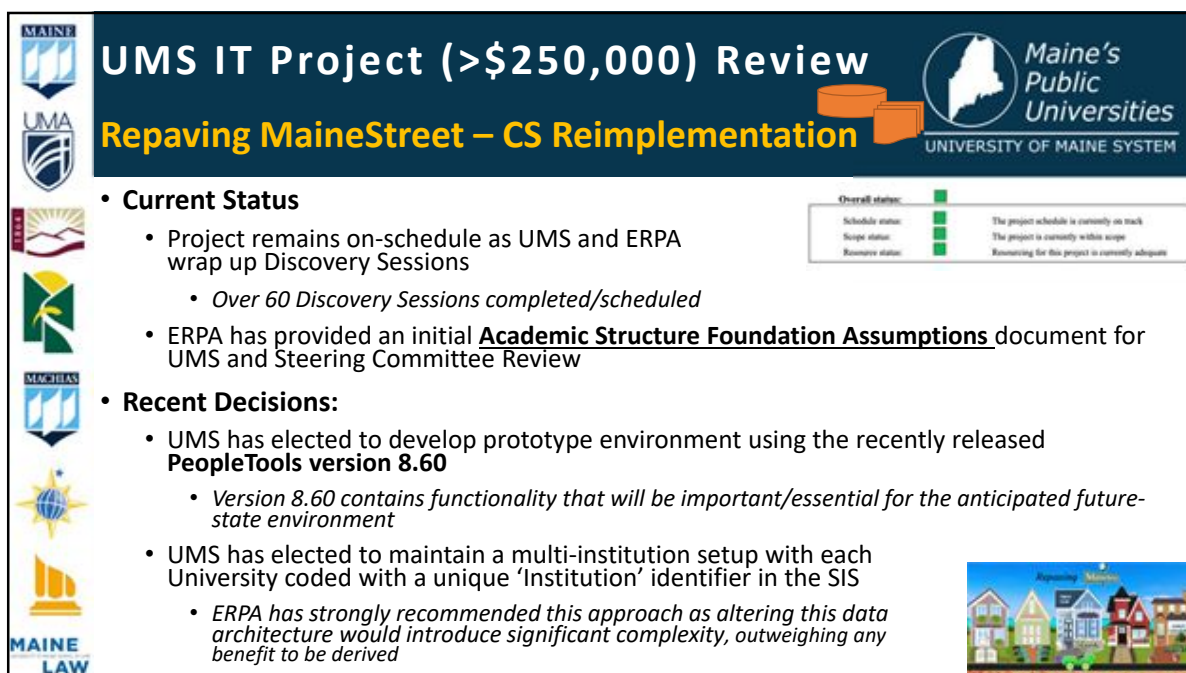 MAINE
UMS IT Project (>$250,000) Review
Repaving MaineStreet – CS Reimplementation
Maine's
Public
Universities
UNIVERSITY OF MAINE SYSTEM
UMA
1864
MACHIAS
MAINE
LAW
• Current Status
• Project remains on-schedule as UMS and ERPA
wrap up Discovery Sessions
• Over 60 Discovery Sessions completed/scheduled
• ERPA has provided an initial Academic Structure Foundation Assumptions document for
UMS and Steering Committee Review
Overall status:
Schedule status: The project schedule is currently on track
Scope status: The project is currently within scope
Resource status: Resourcing for this project is currently adequate
• Recent Decisions:
• UMS has elected to develop prototype environment using the recently released
PeopleTools version 8.60
• Version 8.60 contains functionality that will be important/essential for the anticipated future-
state environment
• UMS has elected to maintain a multi-institution setup with each
University coded with a unique 'Institution' identifier in the SIS
• ERPA has strongly recommended this approach as altering this data
architecture would introduce significant complexity, outweighing any
benefit to be derived
Repaving